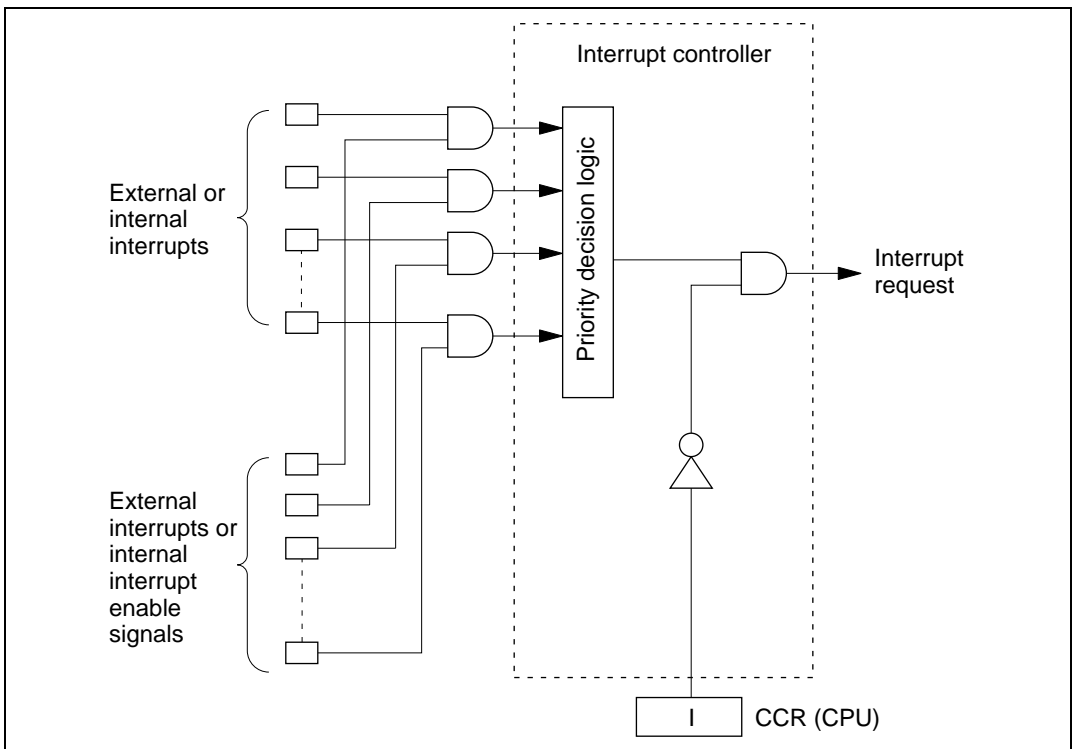 Interrupt controller
External or
internal
interrupts
Priority decision logic
Interrupt
request
External
interrupts or
internal
interrupt
enable
signals
I
CCR (CPU)